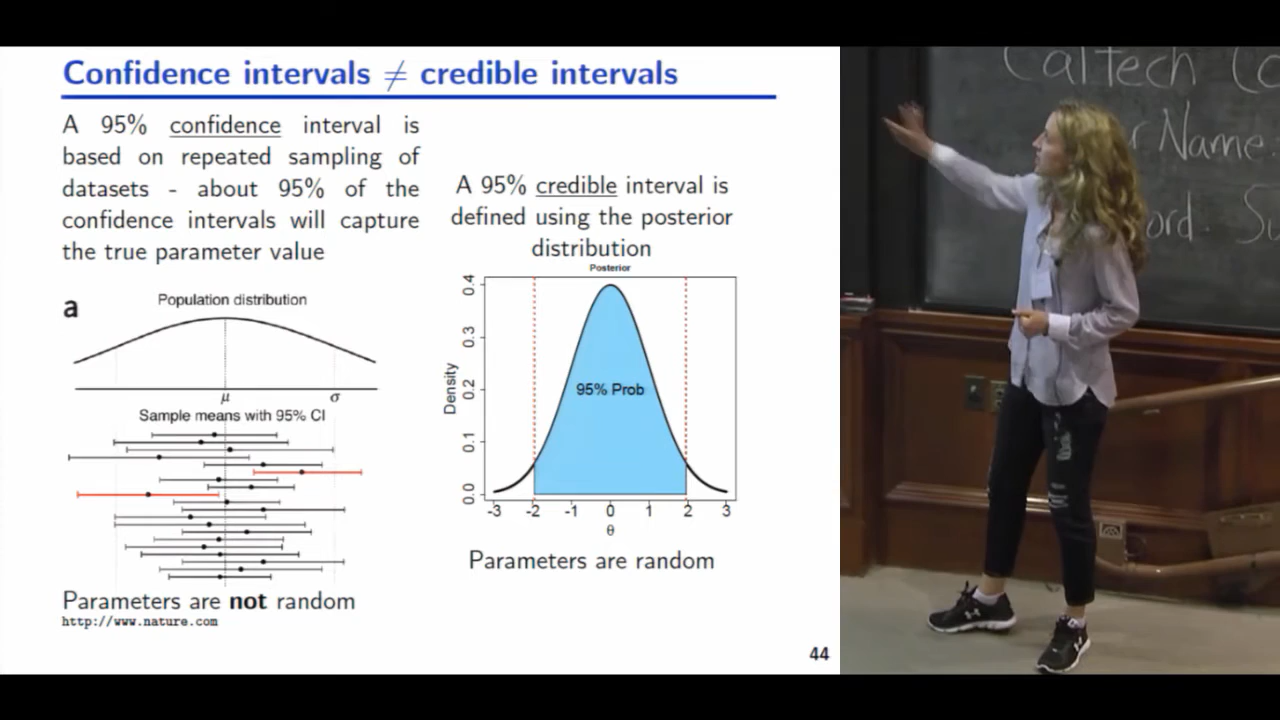 Confidence intervals ≠ credible intervals
A 95% confidence interval is
based on repeated sampling of
datasets - about 95% of the
confidence intervals will capture
the true parameter value
a
Population distribution
μ σ
Sample means with 95% CI
Parameters are not random
http://www.nature.com
A 95% credible interval is
defined using the posterior
distribution
Posterior
Density
0.4
0.3
0.2
0.1
0.0
95% Prob
-3 -2 -1 0 1 2 3
θ
Parameters are random
44
Caltech
Name: